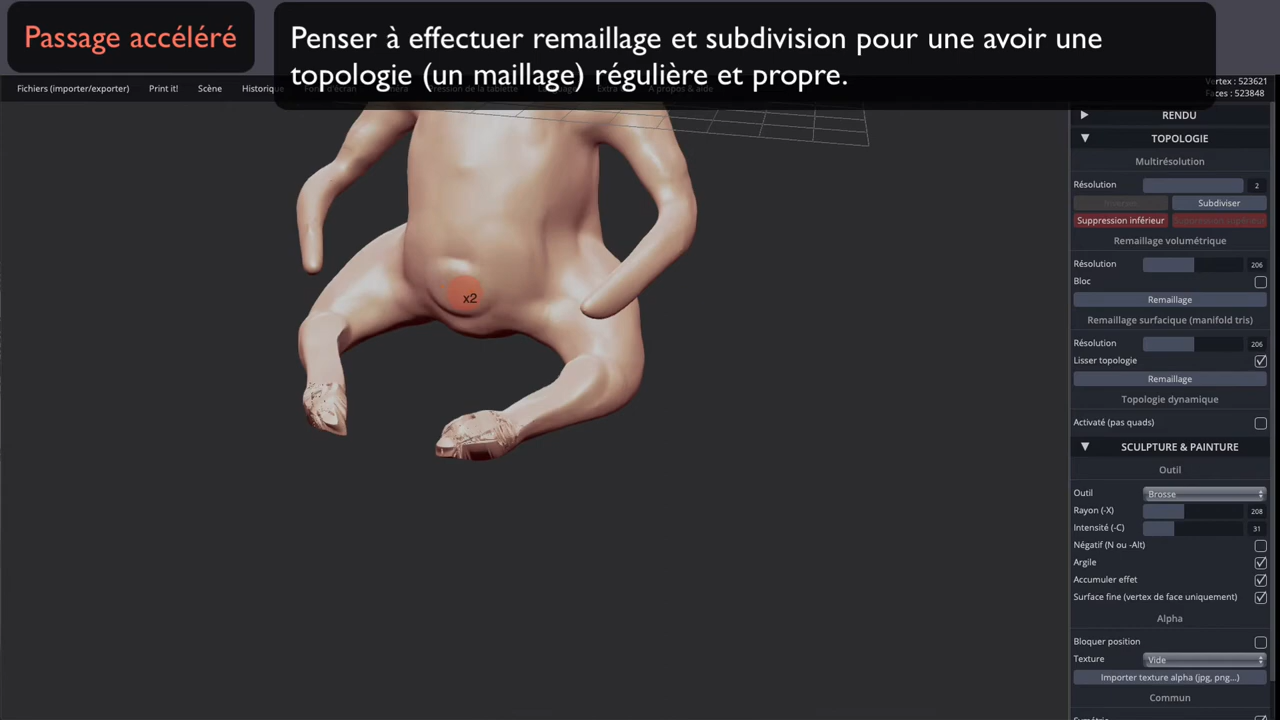 Passage accéléré
Penser à effectuer remaillage et subdivision pour une avoir une
topologie (un maillage) régulière et propre.
Vertex : 523621
Faces : 523848
Fichiers (importer/exporter) Print it! Scène Historique
RENDU
TOPOLOGIE
Multirésolution
Résolution 2
Subdiviser
Suppression inférieur
Remaillage volumétrique
Résolution 206
Bloc
Remaillage
Remaillage surfacique (manifold tris)
Résolution 206
Lisser topologie
Remaillage
Topologie dynamique
Activaté (pas quads)
SCULPTURE & PAINTURE
Outil
Outil Brosse
Rayon (-X) 208
Intensité (-C) 31
Négatif (N ou -Alt)
Argile
Accumuler effet
Surface fine (vertex de face uniquement)
Alpha
Bloquer position
Texture Vide
Importer texture alpha (jpg, png...)
Commun
x2